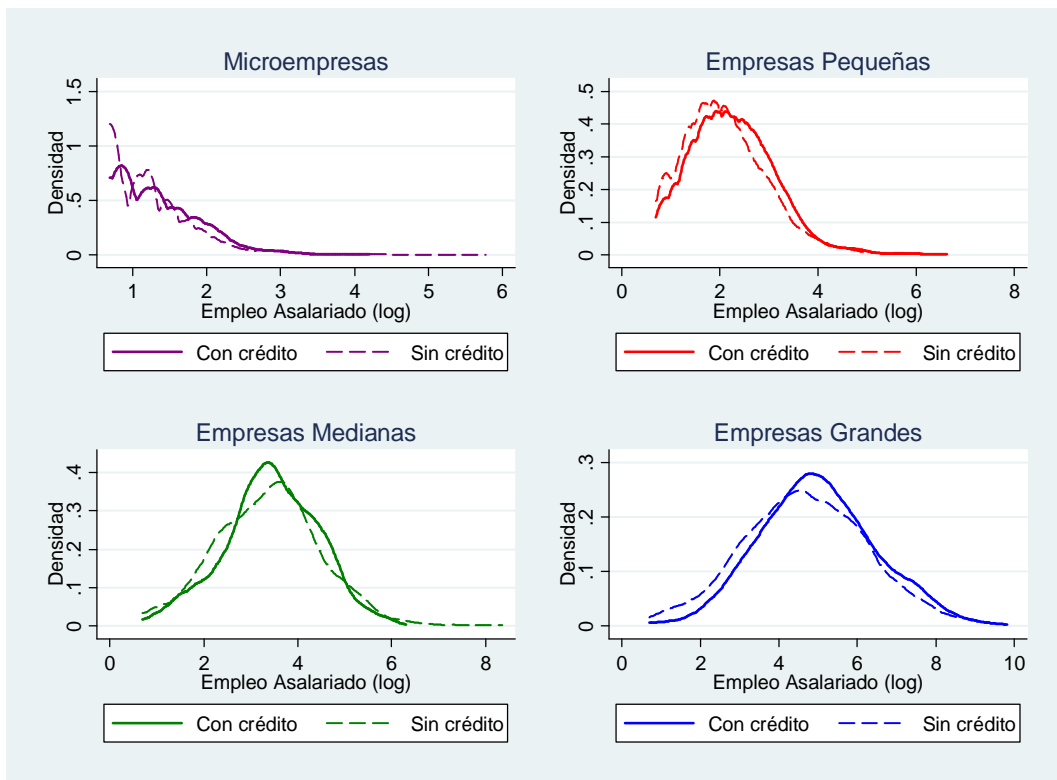 Microempresas
Densidad
0 .5 1 1.5
1 2 3 4 5 6
Empleo Asalariado (log)
Con crédito Sin crédito
Empresas Pequeñas
Densidad
0 .1 .2 .3 .4 .5
0 2 4 6 8
Empleo Asalariado (log)
Con crédito Sin crédito
Empresas Medianas
Densidad
0 .1 .2 .3 .4
0 2 4 6 8
Empleo Asalariado (log)
Con crédito Sin crédito
Empresas Grandes
Densidad
0 .1 .2 .3
0 2 4 6 8 10
Empleo Asalariado (log)
Con crédito Sin crédito